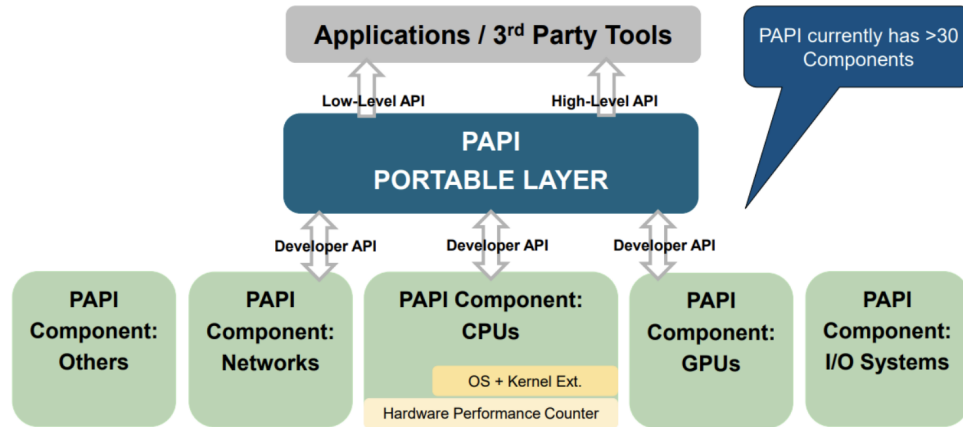 Applications / 3rd Party Tools
PAPI currently has >30
Components
Low-Level API
High-Level API
PAPI
PORTABLE LAYER
Developer API
Developer API
Developer API
PAPI
Component:
Others
PAPI
Component:
Networks
PAPI Component:
CPUs
OS + Kernel Ext.
Hardware Performance Counter
PAPI
Component:
GPUs
PAPI
Component:
I/O Systems